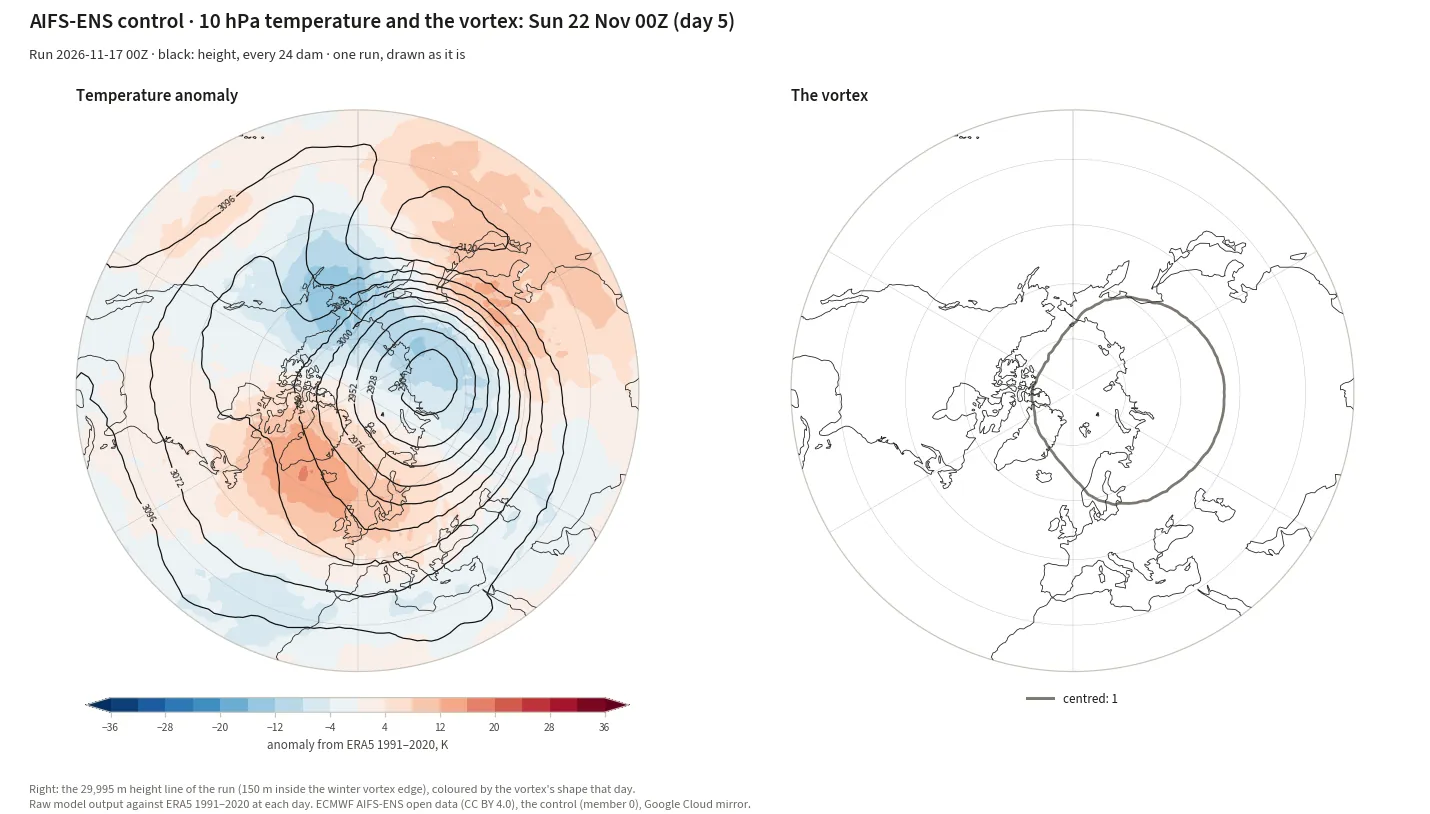 AIFS-ENS control · 10 hPa temperature and the vortex: Sun 22 Nov 00Z (day 5)
Run 2026-11-17 00Z · black: height, every 24 dam · one run, drawn as it is
Temperature anomaly
The vortex
3096
3120
3000
2952
2928
2976
3072
3096
centred: 1
−36 −28 −20 −12 −4 4 12 20 28 36
anomaly from ERA5 1991–2020, K
Right: the 29,995 m height line of the run (150 m inside the winter vortex edge), coloured by the vortex's shape that day.
Raw model output against ERA5 1991–2020 at each day. ECMWF AIFS-ENS open data (CC BY 4.0), the control (member 0), Google Cloud mirror.